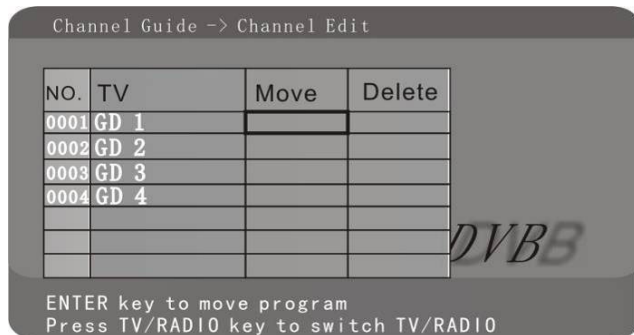 Channel Guide -> Channel Edit
NO. TV Move Delete
0001 GD 1
0002 GD 2
0003 GD 3
0004 GD 4
DVB
ENTER key to move program
Press TV/RADIO key to switch TV/RADIO